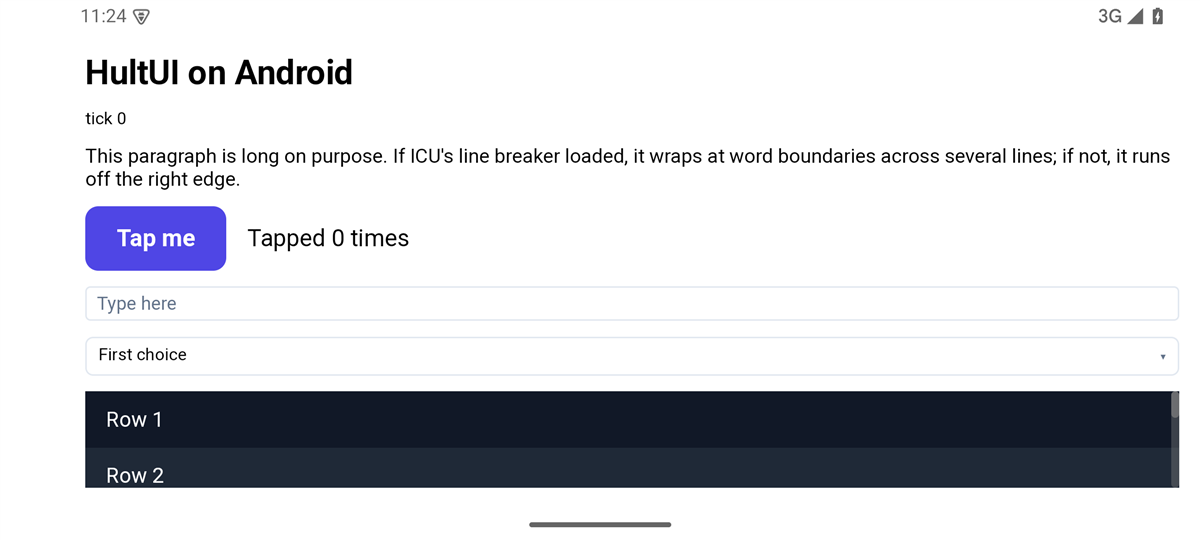 11:24
3G
HultUI on Android
tick 0
This paragraph is long on purpose. If ICU's line breaker loaded, it wraps at word boundaries across several lines; if not, it runs
off the right edge.
Tap me
Tapped 0 times
Type here
First choice
Row 1
Row 2